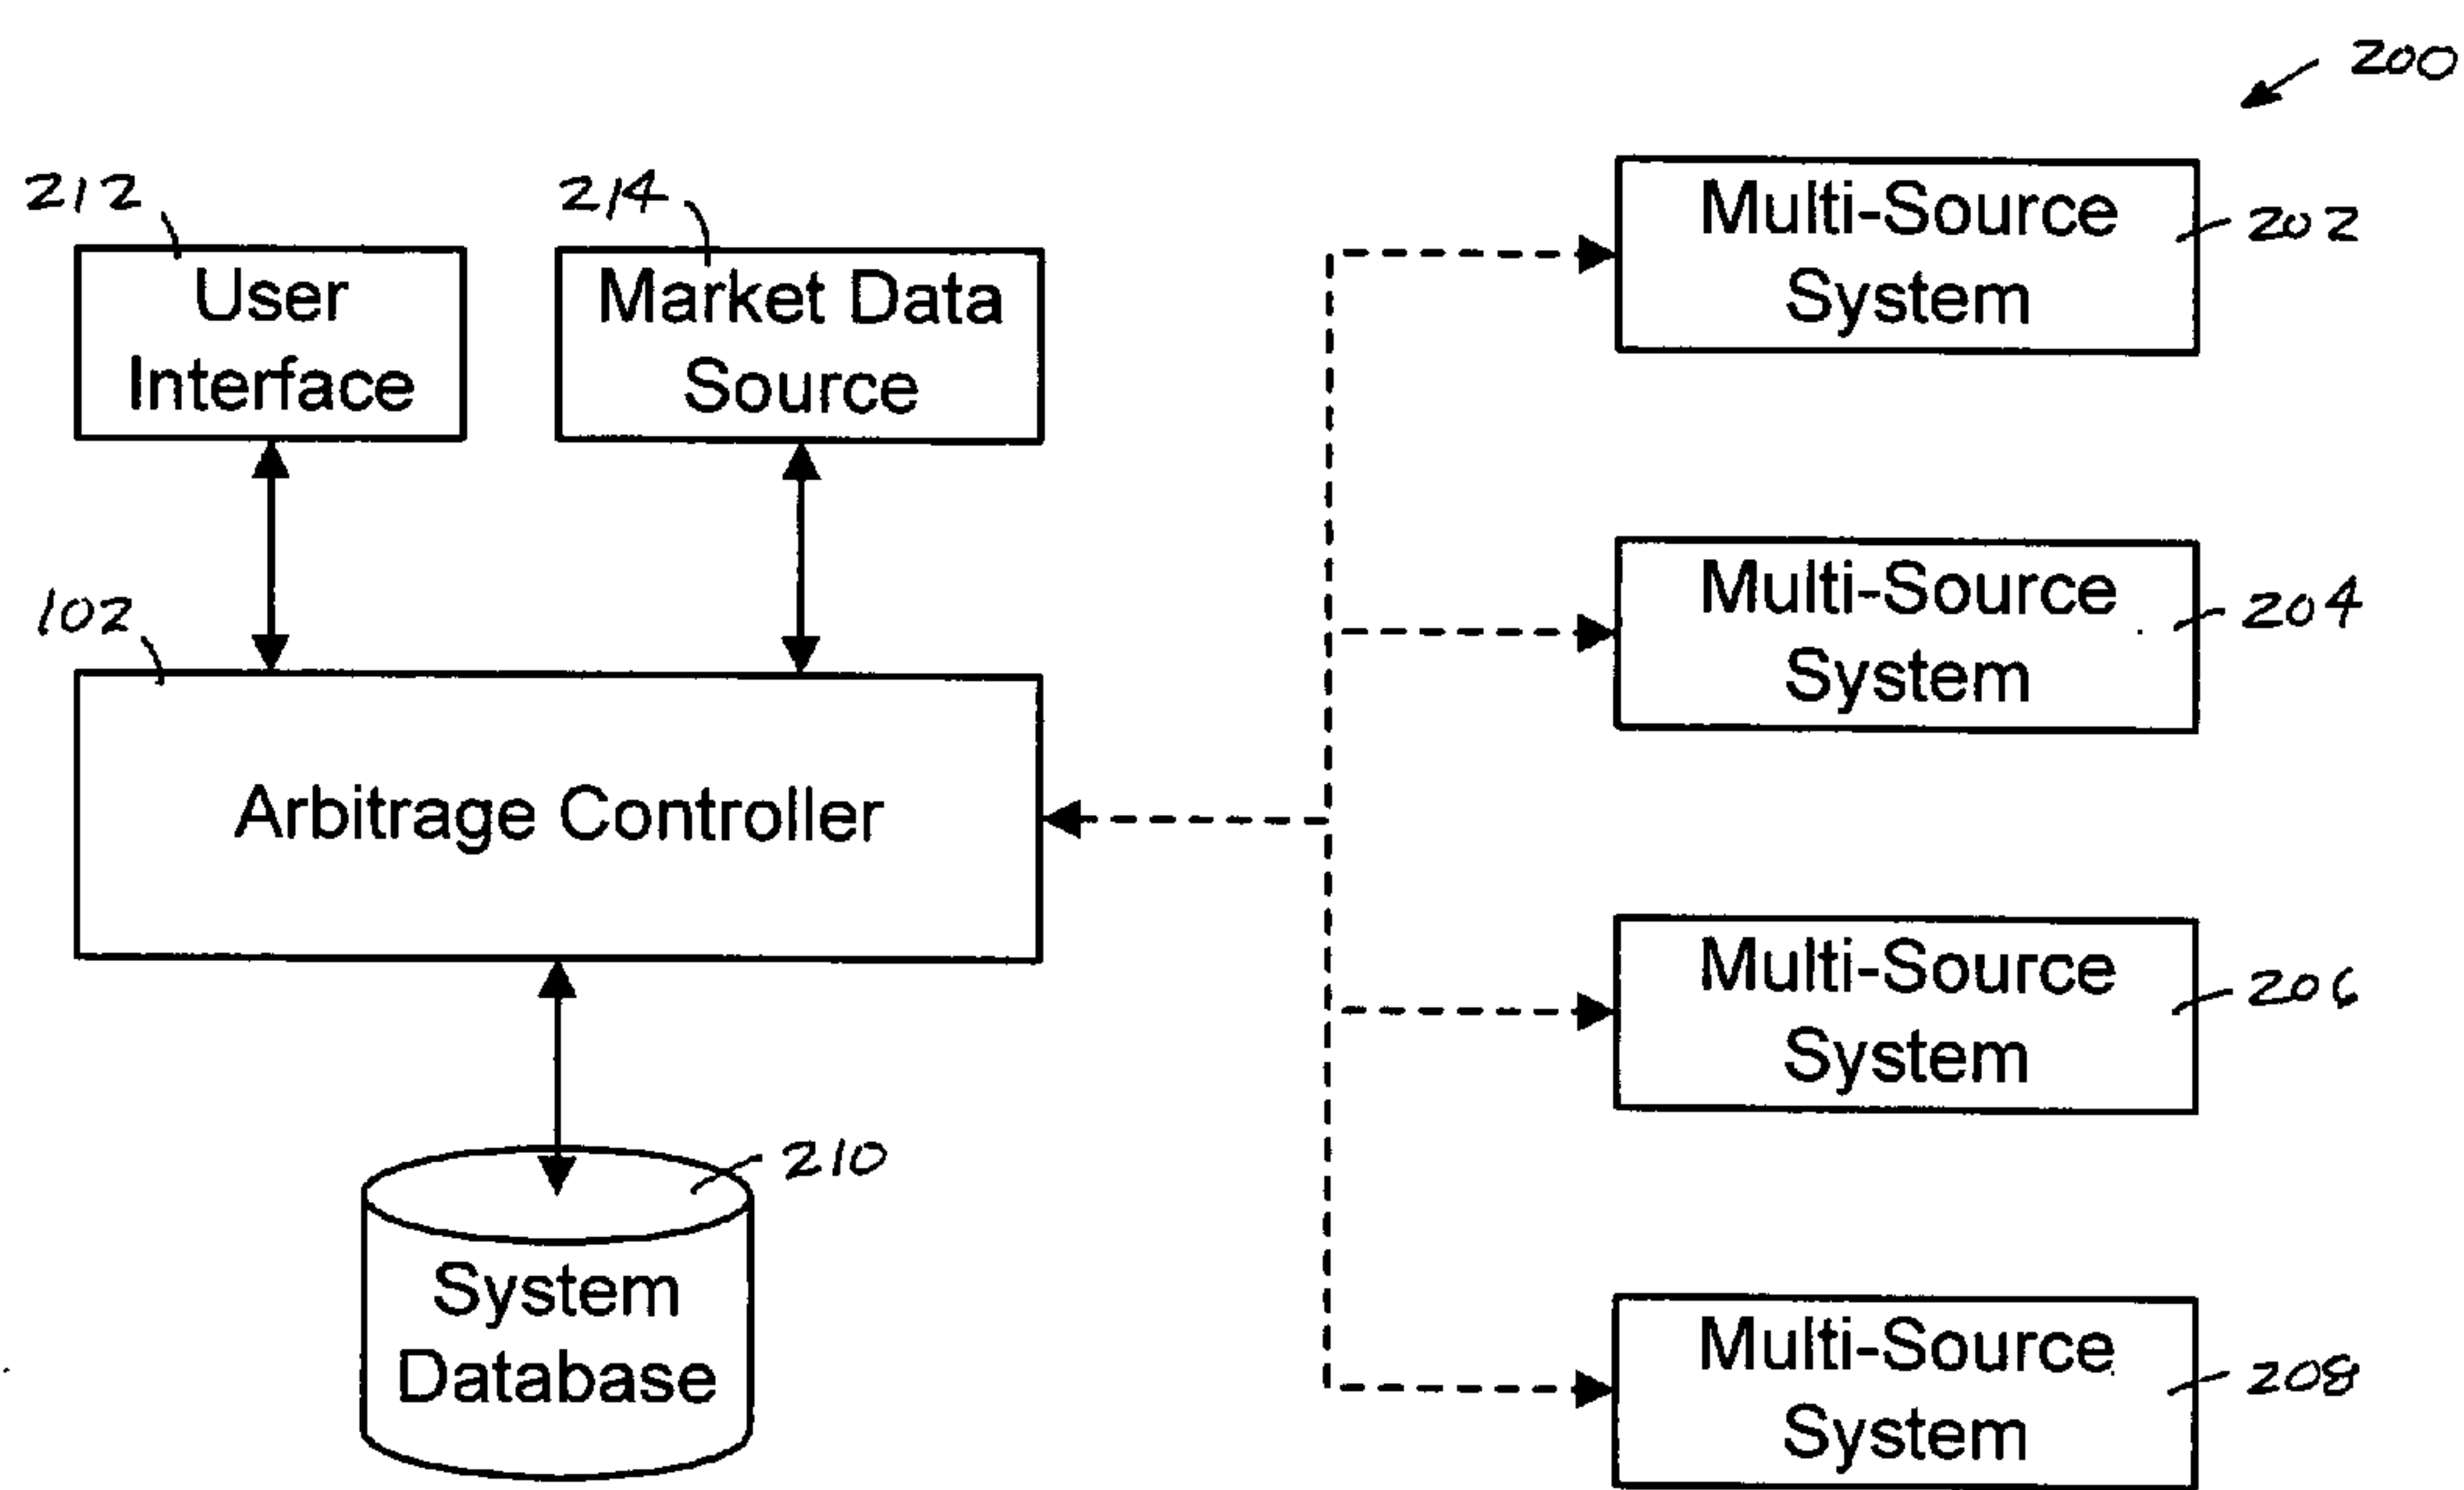 200
212
User
Interface
214
Market Data
Source
Multi-Source
System
202
102
Arbitrage Controller
Multi-Source
System
204
Multi-Source
System
206
210
System
Database
Multi-Source
System
208